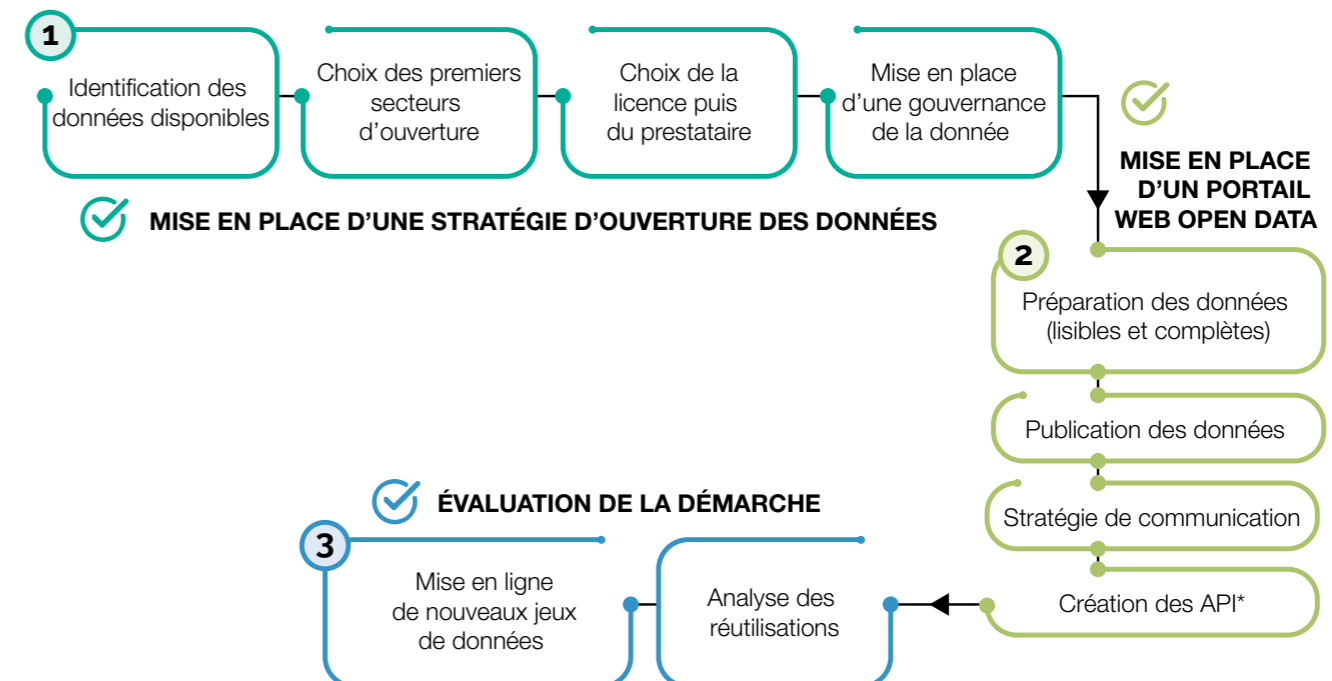 1
Identification des
données disponibles
Choix des premiers
secteurs
d’ouverture
Choix de la
licence puis
du prestataire
Mise en place
d’une gouvernance
de la donnée
MISE EN PLACE D’UNE STRATÉGIE D’OUVERTURE DES DONNÉES
MISE EN PLACE
D’UN PORTAIL
WEB OPEN DATA
2
Préparation des données
(lisibles et complètes)
Publication des données
Stratégie de communication
Création des API*
ÉVALUATION DE LA DÉMARCHE
3
Mise en ligne
de nouveaux jeux
de données
Analyse des
réutilisations